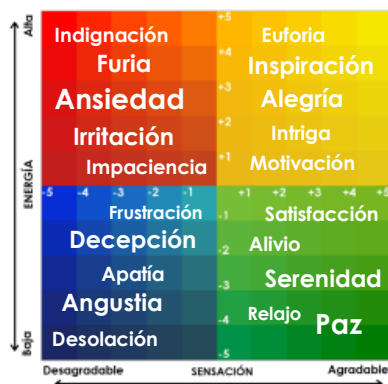 Alta
ENERGÍA
Baja
Indignación
Furia
Ansiedad
Irritación
Impaciencia
+5
+4
+3
+2
+1
Euforia
Inspiración
Alegría
Intriga
Motivación
-5 -4 -3 -2 -1
+1 +2 +3 +4 +5
Frustración
Decepción
Apatía
Angustia
Desolación
-1
-2
-3
-4
-5
Satisfacción
Alivio
Serenidad
Relajo
Paz
Desagradable SENSACIÓN Agradable